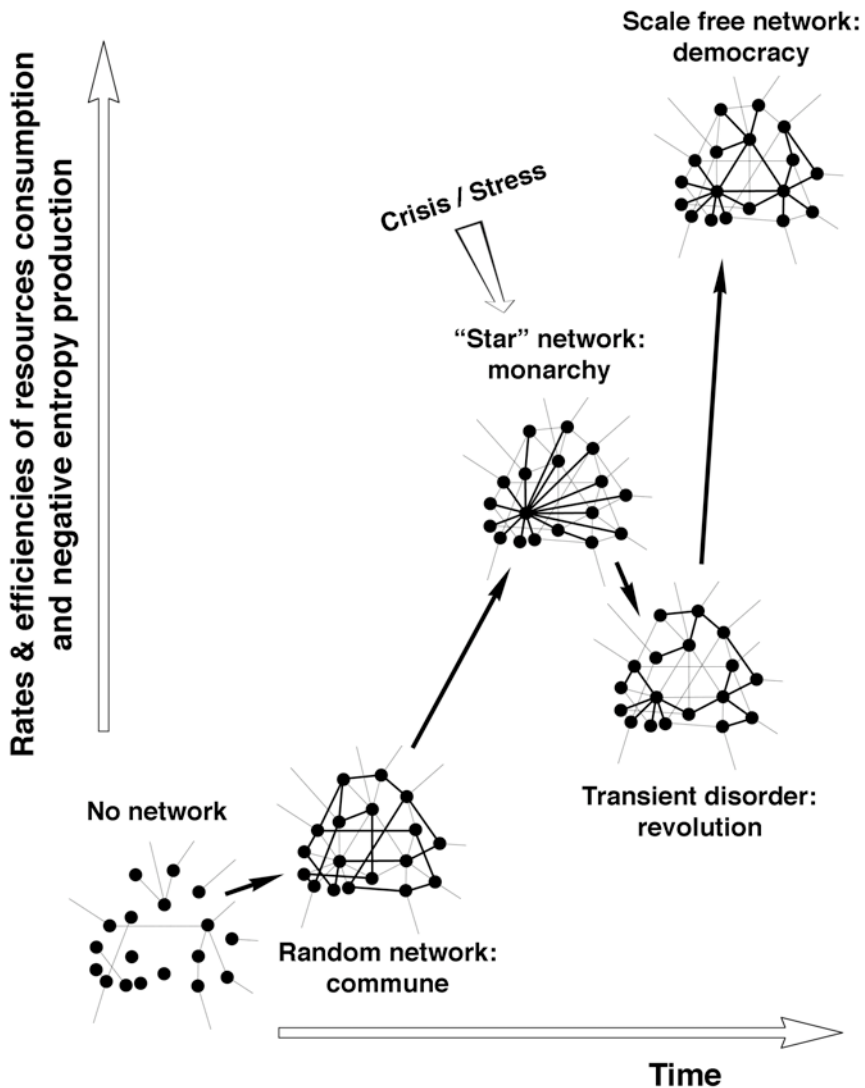 Scale free network:
democracy
Rates & efficiencies of resources consumption
and negative entropy production
Crisis / Stress
“Star” network:
monarchy
Transient disorder:
revolution
No network
Random network:
commune
Time